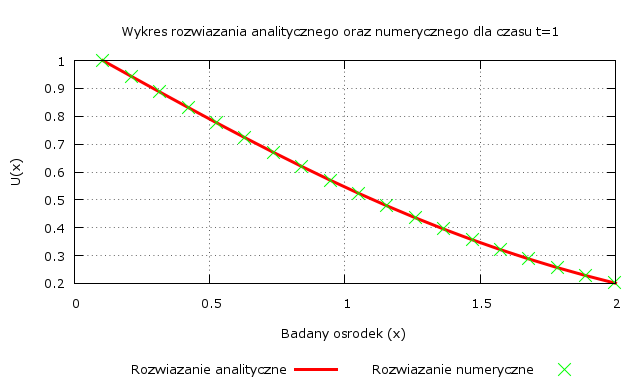 Wykres rozwiazania analitycznego oraz numerycznego dla czasu t=1
1
0.9
0.8
0.7
0.6
0.5
0.4
0.3
0.2
U(x)
0 0.5 1 1.5 2
Badany osrodek (x)
Rozwiazanie analityczne Rozwiazanie numeryczne